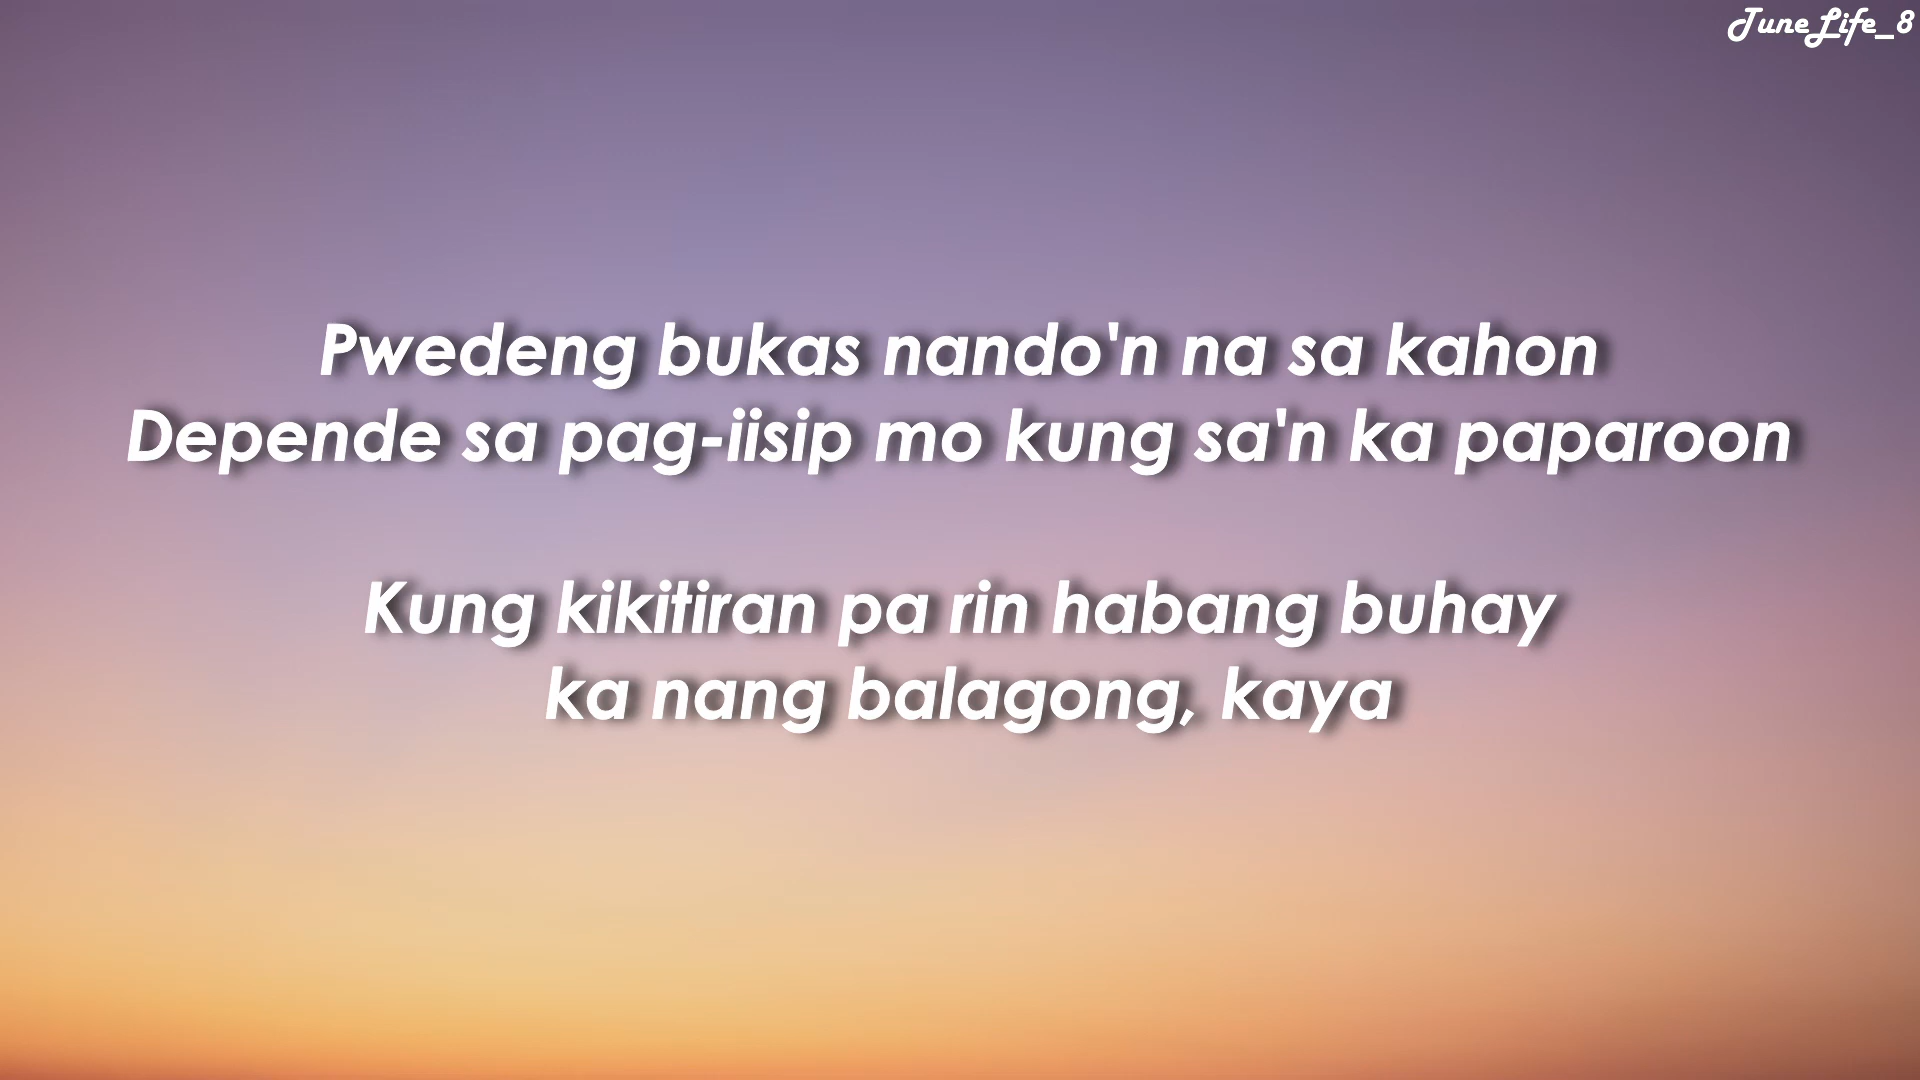 TuneLife_8
Pwedeng bukas nando'n na sa kahon
Depende sa pag-iisip mo kung sa'n ka paparoon
Kung kikitiran pa rin habang buhay
ka nang balagong, kaya